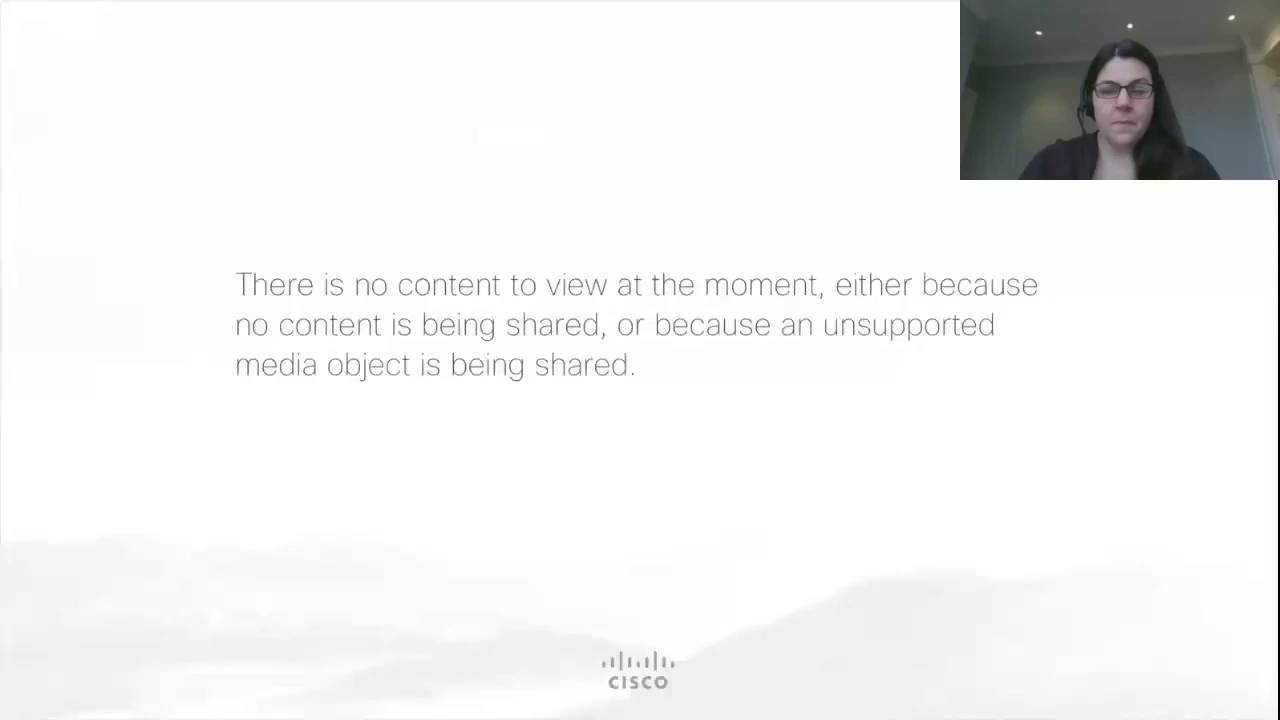 There is no content to view at the moment, either because
no content is being shared, or because an unsupported
media object is being shared.
CISCO